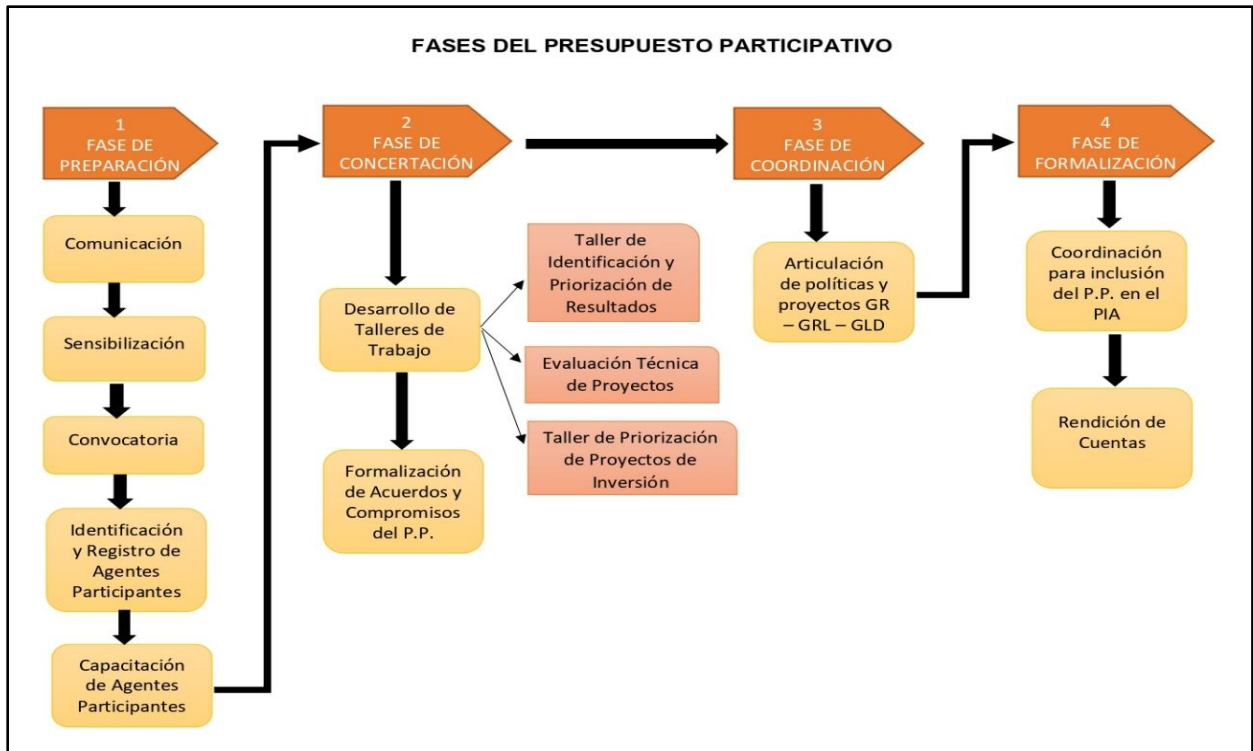 FASES DEL PRESUPUESTO PARTICIPATIVO
1
FASE DE
PREPARACIÓN
Comunicación
Sensibilización
Convocatoria
Identificación
y Registro de
Agentes
Participantes
Capacitación
de Agentes
Participantes
2
FASE DE
CONCERTACIÓN
Desarrollo de
Talleres de
Trabajo
Formalización
de Acuerdos y
Compromisos
del P.P.
Taller de
Identificación y
Priorización de
Resultados
Evaluación Técnica
de Proyectos
Taller de Priorización
de Proyectos de
Inversión
3
FASE DE
COORDINACIÓN
Articulación
de políticas y
proyectos GR
– GRL – GLD
4
FASE DE
FORMALIZACIÓN
Coordinación
para inclusión
del P.P. en el
PIA
Rendición de
Cuentas